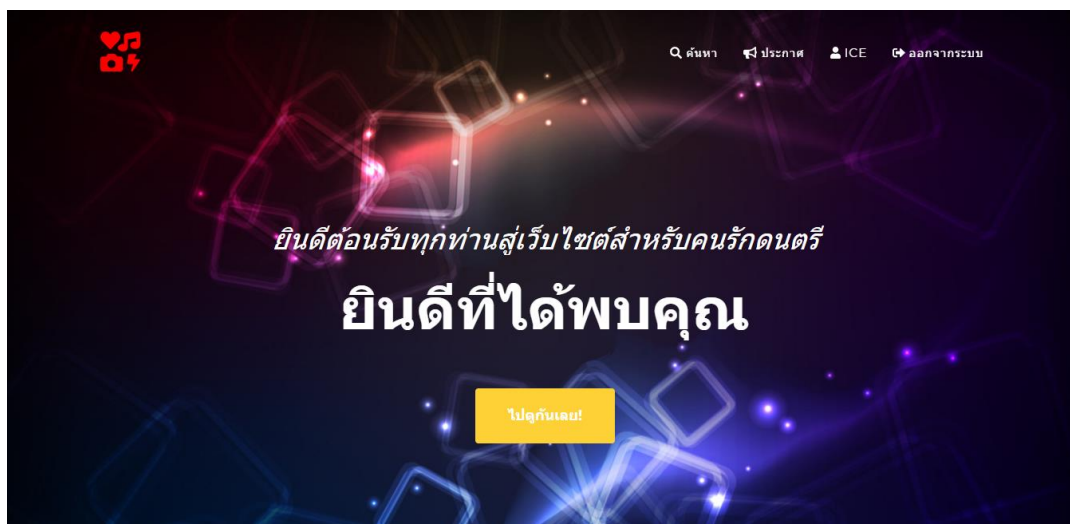 ค้นหา ประกาศ ICE ออกจากระบบ
ยินดีต้อนรับทุกท่านสู่เว็บไซต์สำหรับคนรักดนตรี
ยินดีที่ได้พบคุณ
ไปดูกันเลย!